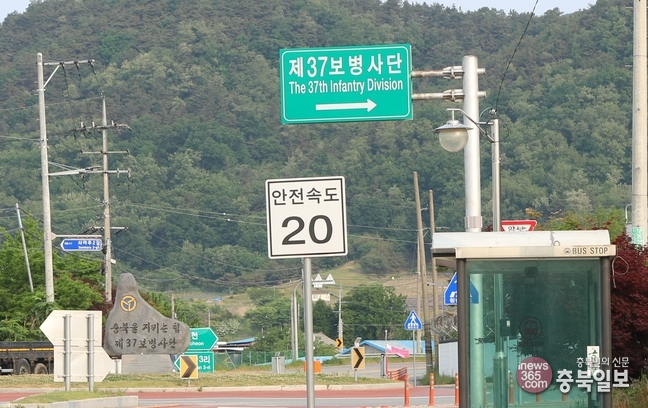 제37보병사단
The 37th Infantry Division
안전속도
20
BUS STOP
충북을 지키는 힘
제37보병사단
충북인의 신문
inews365.com
충북일보